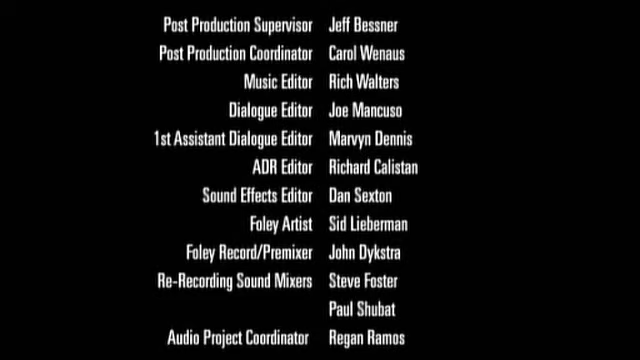 Post Production Supervisor Jeff Bessner
Post Production Coordinator Carol Wenaus
Music Editor Rich Walters
Dialogue Editor Joe Mancuso
1st Assistant Dialogue Editor Marvyn Dennis
ADR Editor Richard Calistan
Sound Effects Editor Dan Sexton
Foley Artist Sid Lieberman
Foley Record/Premixer John Dykstra
Re-Recording Sound Mixers Steve Foster
Paul Shubat
Audio Project Coordinator Regan Ramos